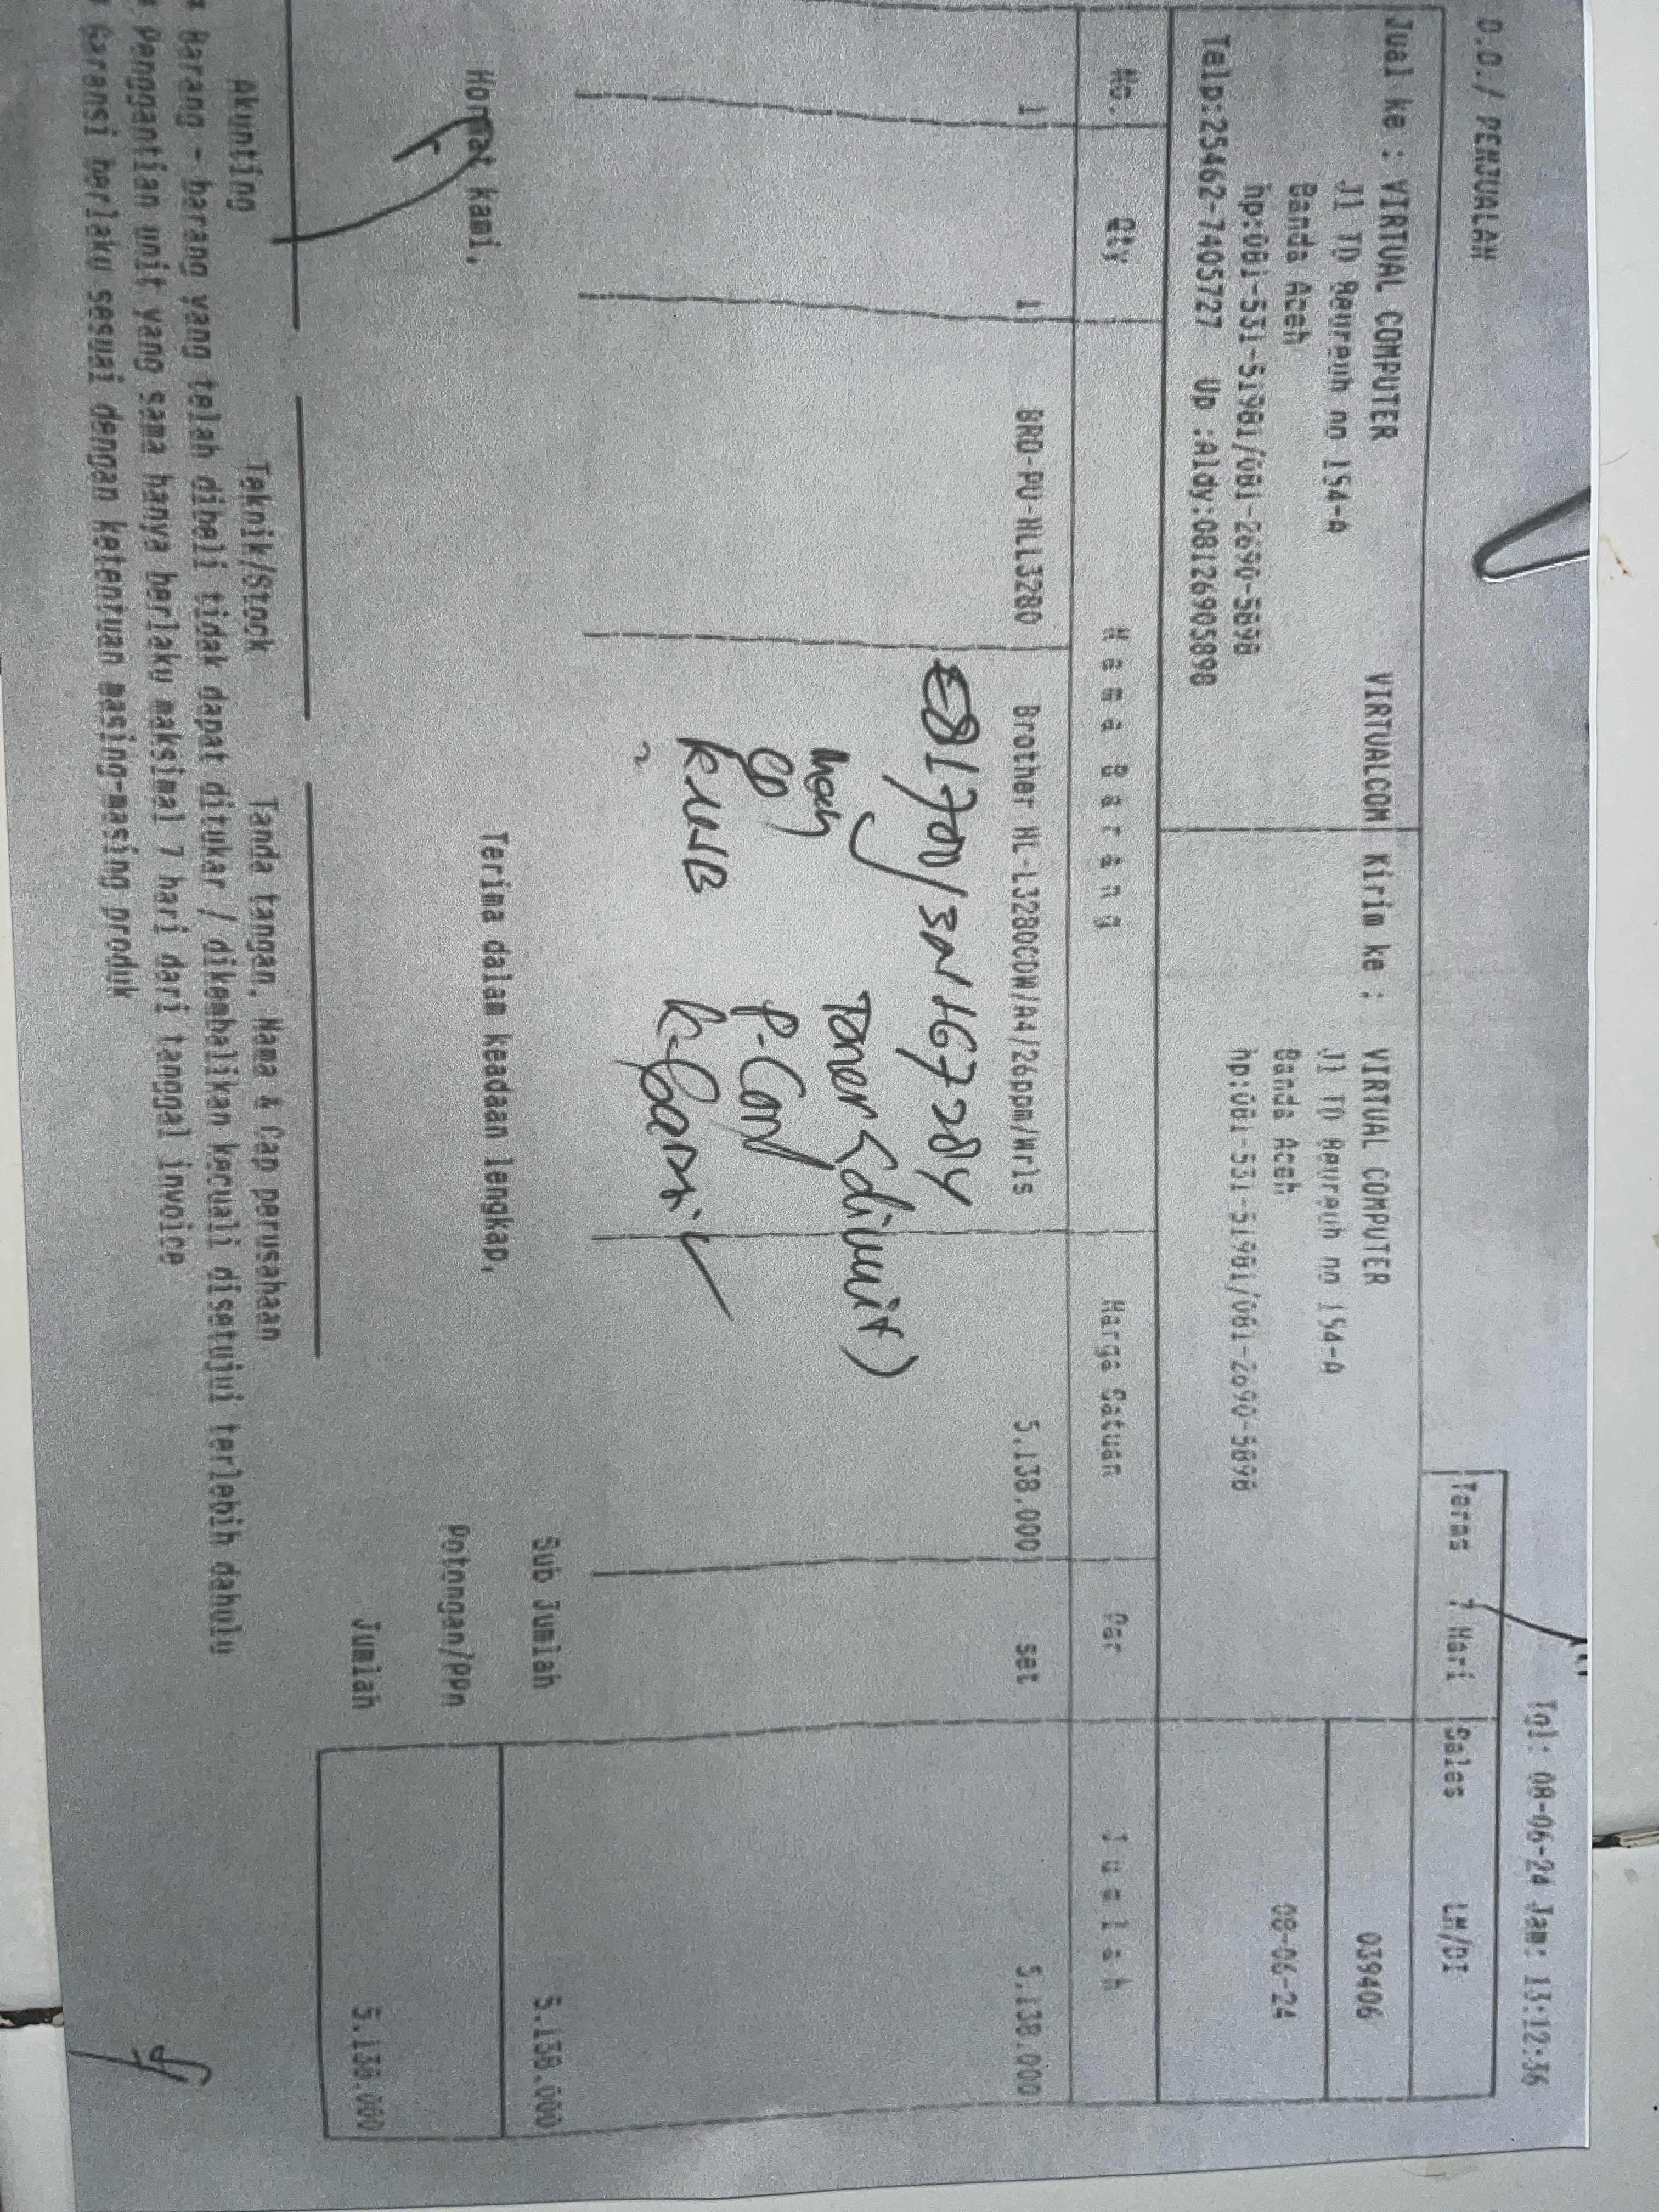 D.O./ PENJUALAN
Tgl: 08-06-24 Jam: 13:12:36
Terms 7 Hari Sales LM/DI
Jual ke : VIRTUAL COMPUTER VIRTUALCOM Kirim ke : VIRTUAL COMPUTER 039406
Jl TD Beureuh no 154-A Jl TD Beureuh no 154-A
Banda Aceh Banda Aceh 08-06-24
hp:081-531-51981/081-2690-5898 hp:081-531-51981/081-2690-5898
Telp:25462-7405727 Up :Aldy:08126905898
No. Qty Nama Barang Harga Satuan Per Jumlah
1 1 BRO-PU-HLL3280 Brother HL-L3280CDW/A4/26ppm/Wrls 5.138.000 set 5.138.000
Toner (diunit)
CD P. Cord
KUSB K-Garansi
Sub Jumlah 5.138.000
Hormat kami, Terima dalam keadaan lengkap,
Potongan/PPn
Jumlah 5.138.000
Akunting Teknik/Stock Tanda tangan, Nama & Cap perusahaan
* Barang - barang yang telah dibeli tidak dapat ditukar / dikembalikan kecuali disetujui terlebih dahulu
* Penggantian unit yang sama hanya berlaku maksimal 7 hari dari tanggal invoice
* Garansi berlaku sesuai dengan ketentuan masing-masing produk